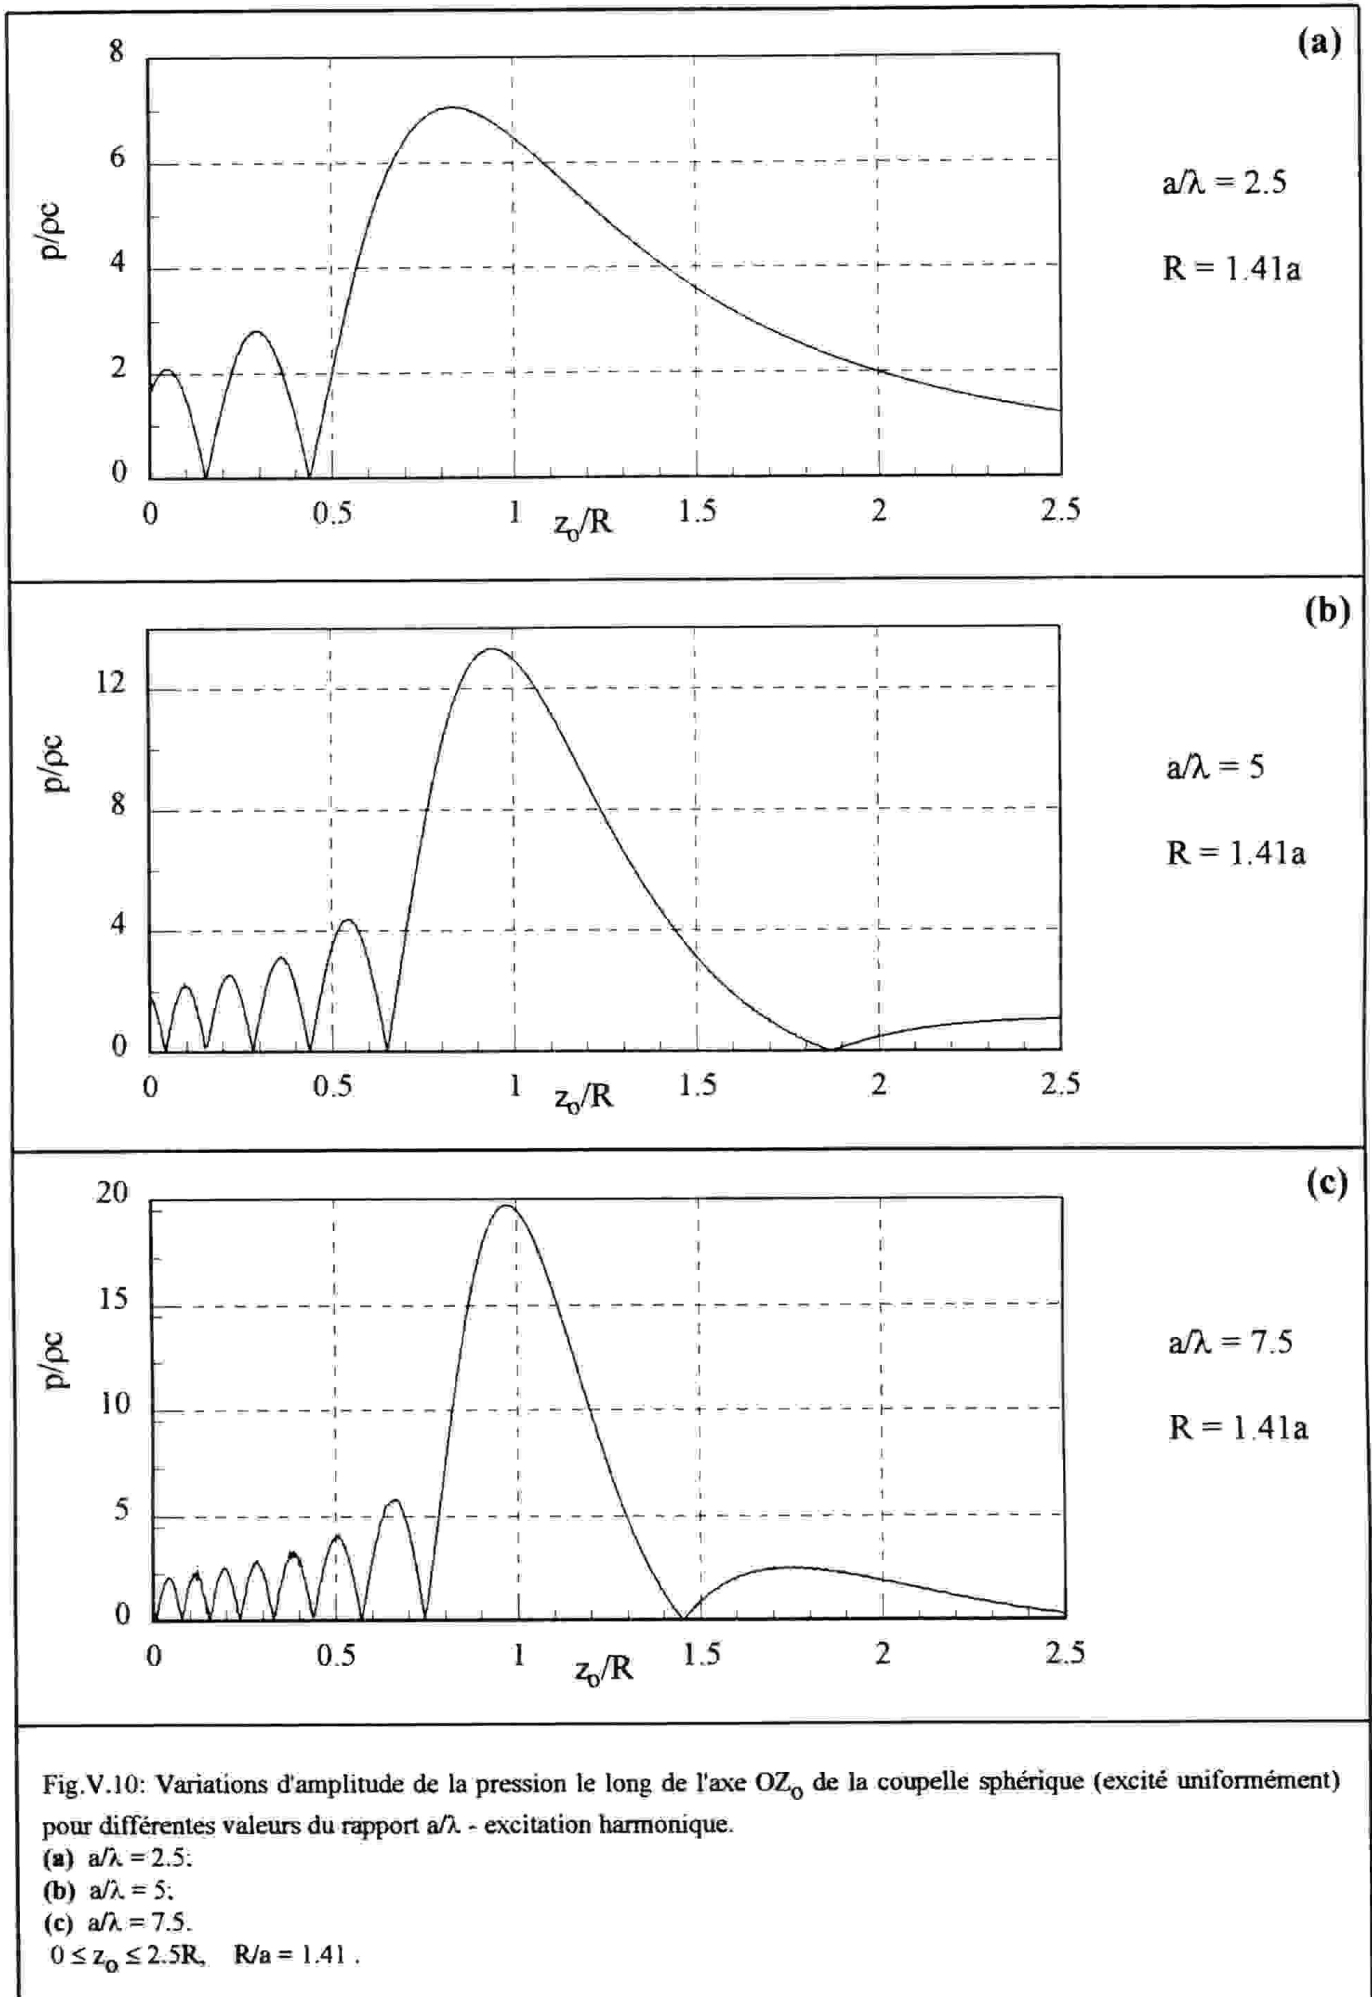 (a)
8
6
4
2
0
p/ρc
0 0.5 1 1.5 2 2.5
z₀/R
a/λ = 2.5
R = 1.41a
(b)
12
8
4
0
p/ρc
0 0.5 1 1.5 2 2.5
z₀/R
a/λ = 5
R = 1.41a
(c)
20
15
10
5
0
p/ρc
0 0.5 1 1.5 2 2.5
z₀/R
a/λ = 7.5
R = 1.41a
Fig.V.10: Variations d'amplitude de la pression le long de l'axe OZ₀ de la coupelle sphérique (excité uniformément)
pour différentes valeurs du rapport a/λ - excitation harmonique.
(a) a/λ = 2.5;
(b) a/λ = 5;
(c) a/λ = 7.5.
0 ≤ z₀ ≤ 2.5R, R/a = 1.41 .